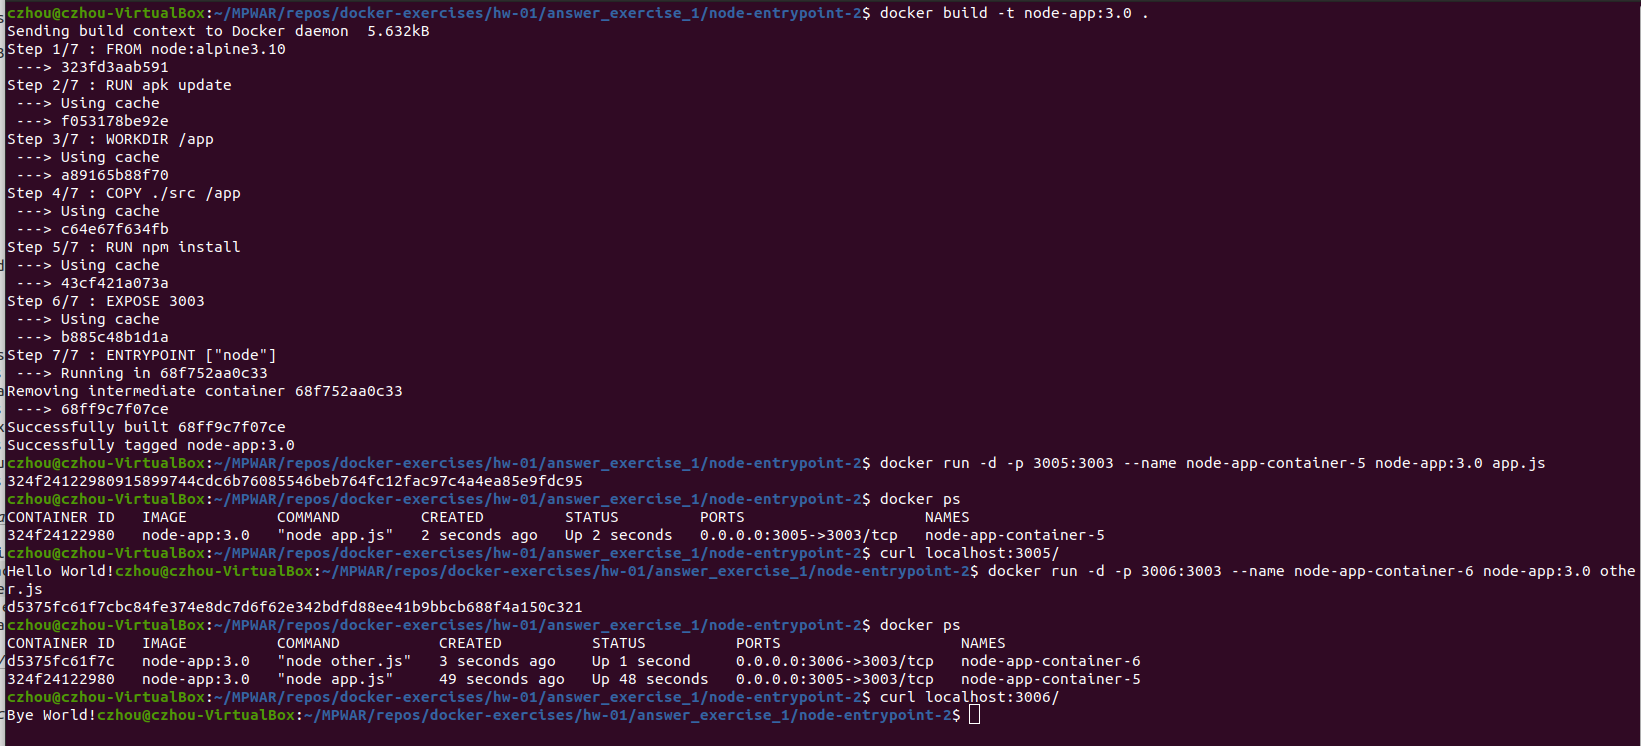 czhou@czhou-VirtualBox:~/MPWAR/repos/docker-exercises/hw-01/answer_exercise_1/node-entrypoint-2$ docker build -t node-app:3.0 .
Sending build context to Docker daemon  5.632kB
Step 1/7 : FROM node:alpine3.10
 ---> 323fd3aab591
Step 2/7 : RUN apk update
 ---> Using cache
 ---> f053178be92e
Step 3/7 : WORKDIR /app
 ---> Using cache
 ---> a89165b88f70
Step 4/7 : COPY ./src /app
 ---> Using cache
 ---> c64e67f634fb
Step 5/7 : RUN npm install
 ---> Using cache
 ---> 43cf421a073a
Step 6/7 : EXPOSE 3003
 ---> Using cache
 ---> b885c48b1d1a
Step 7/7 : ENTRYPOINT ["node"]
 ---> Running in 68f752aa0c33
Removing intermediate container 68f752aa0c33
 ---> 68ff9c7f07ce
Successfully built 68ff9c7f07ce
Successfully tagged node-app:3.0
czhou@czhou-VirtualBox:~/MPWAR/repos/docker-exercises/hw-01/answer_exercise_1/node-entrypoint-2$ docker run -d -p 3005:3003 --name node-app-container-5 node-app:3.0 app.js
324f24122980915899744cdc6b76085546beb764fc12fac97c4a4ea85e9fdc95
czhou@czhou-VirtualBox:~/MPWAR/repos/docker-exercises/hw-01/answer_exercise_1/node-entrypoint-2$ docker ps
CONTAINER ID   IMAGE          COMMAND         CREATED         STATUS         PORTS                    NAMES
324f24122980   node-app:3.0   "node app.js"   2 seconds ago   Up 2 seconds   0.0.0.0:3005->3003/tcp   node-app-container-5
czhou@czhou-VirtualBox:~/MPWAR/repos/docker-exercises/hw-01/answer_exercise_1/node-entrypoint-2$ curl localhost:3005/
Hello World!czhou@czhou-VirtualBox:~/MPWAR/repos/docker-exercises/hw-01/answer_exercise_1/node-entrypoint-2$ docker run -d -p 3006:3003 --name node-app-container-6 node-app:3.0 othe
r.js
d5375fc61f7cbc84fe374e8dc7d6f62e342bdfd88ee41b9bbcb688f4a150c321
czhou@czhou-VirtualBox:~/MPWAR/repos/docker-exercises/hw-01/answer_exercise_1/node-entrypoint-2$ docker ps
CONTAINER ID   IMAGE          COMMAND           CREATED          STATUS          PORTS                    NAMES
d5375fc61f7c   node-app:3.0   "node other.js"   3 seconds ago    Up 1 second     0.0.0.0:3006->3003/tcp   node-app-container-6
324f24122980   node-app:3.0   "node app.js"     49 seconds ago   Up 48 seconds   0.0.0.0:3005->3003/tcp   node-app-container-5
czhou@czhou-VirtualBox:~/MPWAR/repos/docker-exercises/hw-01/answer_exercise_1/node-entrypoint-2$ curl localhost:3006/
Bye World!czhou@czhou-VirtualBox:~/MPWAR/repos/docker-exercises/hw-01/answer_exercise_1/node-entrypoint-2$